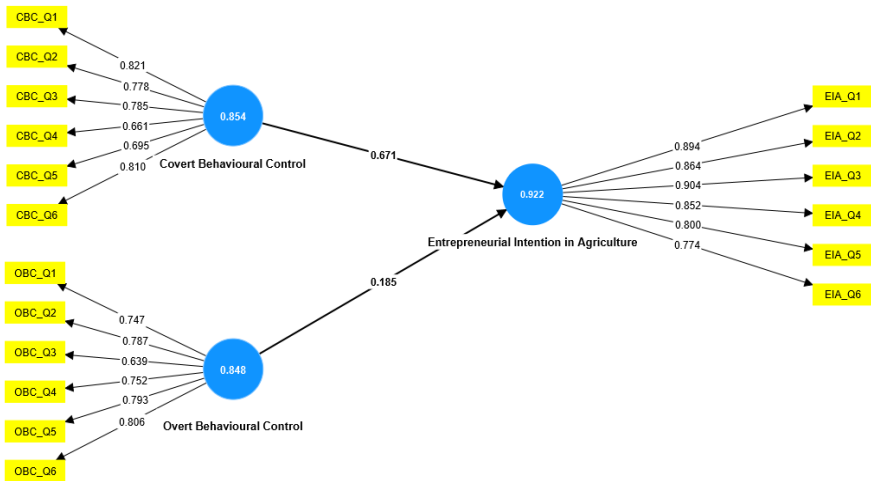 CBC_Q1
CBC_Q2
CBC_Q3
CBC_Q4
CBC_Q5
CBC_Q6
0.821
0.778
0.785
0.661
0.695
0.810
0.854
Covert Behavioural Control
0.671
OBC_Q1
OBC_Q2
OBC_Q3
OBC_Q4
OBC_Q5
OBC_Q6
0.747
0.787
0.639
0.752
0.793
0.806
0.848
Overt Behavioural Control
0.185
0.922
Entrepreneurial Intention in Agriculture
0.894
0.864
0.904
0.852
0.800
0.774
EIA_Q1
EIA_Q2
EIA_Q3
EIA_Q4
EIA_Q5
EIA_Q6